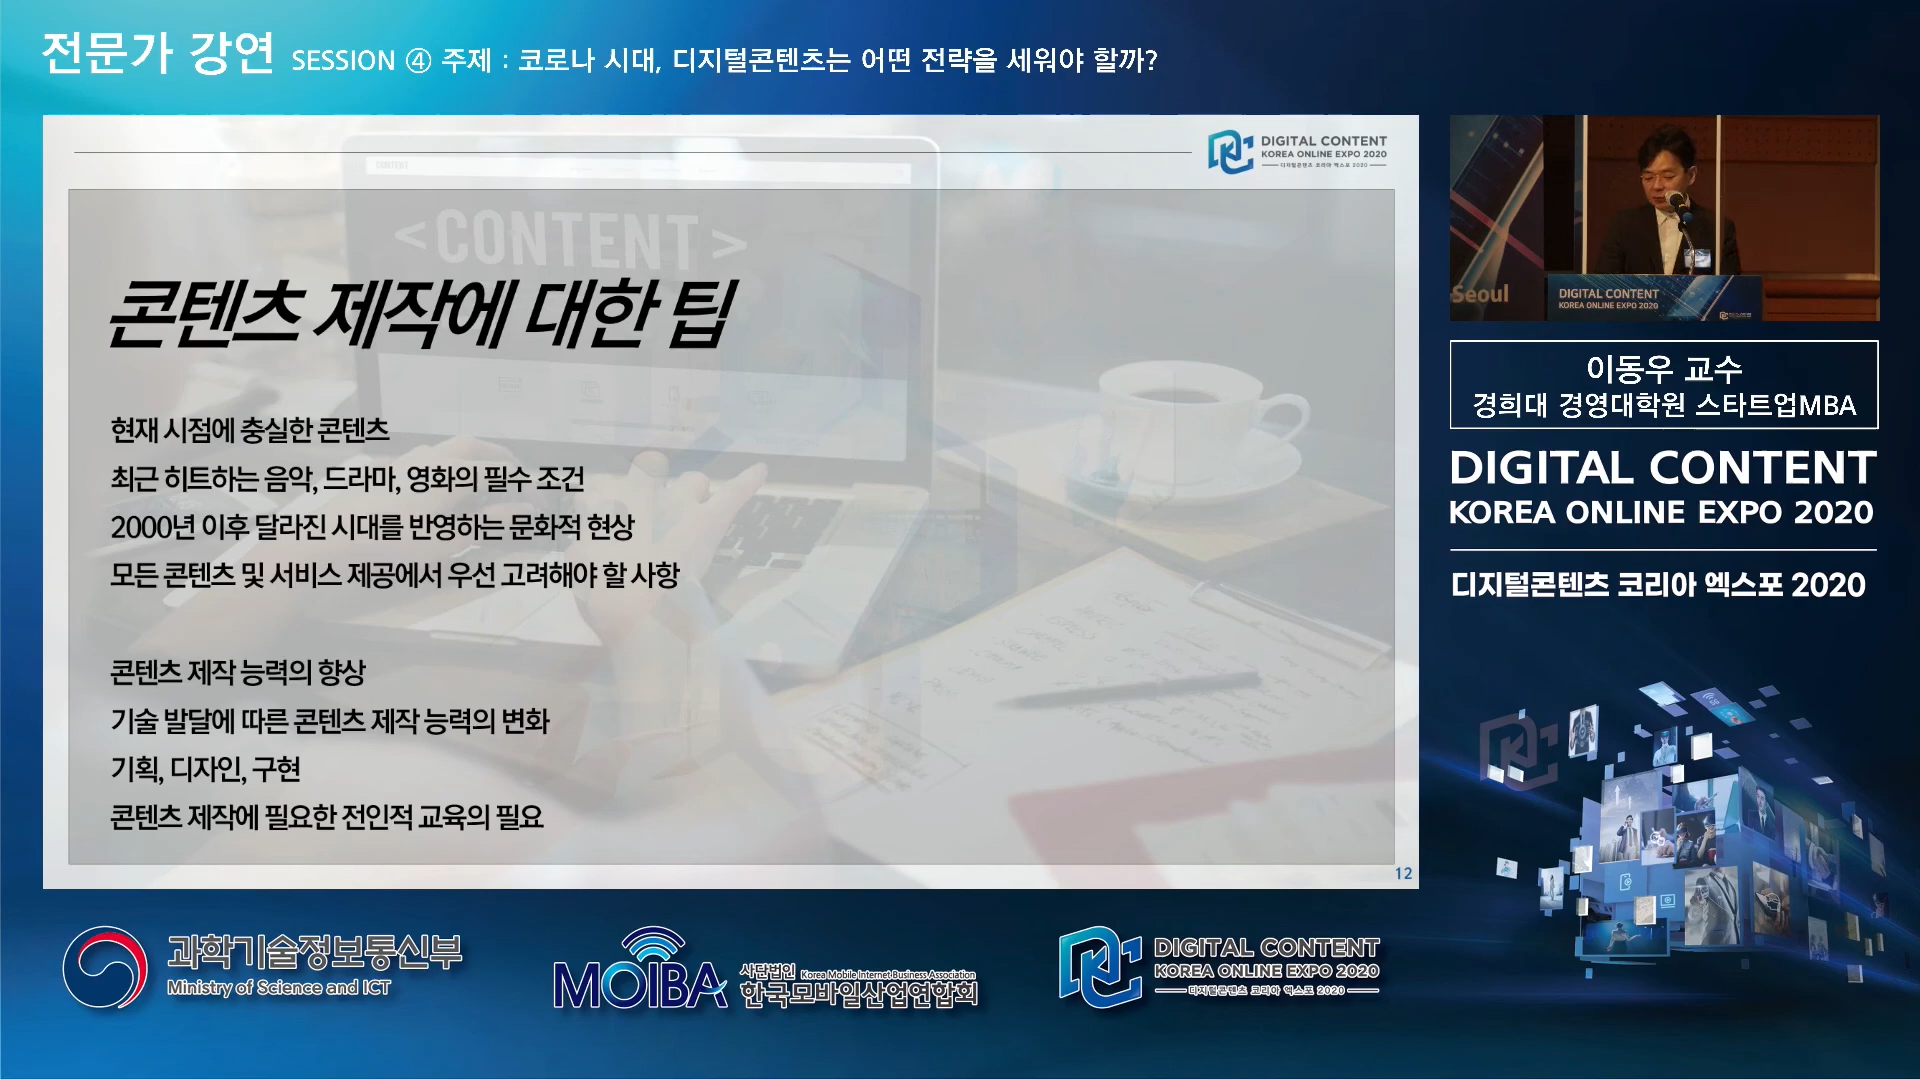 전문가 강연 SESSION ④ 주제 : 코로나 시대, 디지털콘텐츠는 어떤 전략을 세워야 할까?
DIGITAL CONTENT
KOREA ONLINE EXPO 2020
디지털콘텐츠 코리아 엑스포 2020
<CONTENT>
콘텐츠 제작에 대한 팁
현재 시점에 충실한 콘텐츠
최근 히트하는 음악, 드라마, 영화의 필수 조건
2000년 이후 달라진 시대를 반영하는 문화적 현상
모든 콘텐츠 및 서비스 제공에서 우선 고려해야 할 사항
콘텐츠 제작 능력의 향상
기술 발달에 따른 콘텐츠 제작 능력의 변화
기획, 디자인, 구현
콘텐츠 제작에 필요한 전인적 교육의 필요
12
Seoul
DIGITAL CONTENT
KOREA ONLINE EXPO 2020
이동우 교수
경희대 경영대학원 스타트업MBA
DIGITAL CONTENT
KOREA ONLINE EXPO 2020
디지털콘텐츠 코리아 엑스포 2020
과학기술정보통신부
Ministry of Science and ICT
MOIBA
사단법인 Korea Mobile Internet Business Association
한국모바일산업연합회
DIGITAL CONTENT
KOREA ONLINE EXPO 2020
디지털콘텐츠 코리아 엑스포 2020